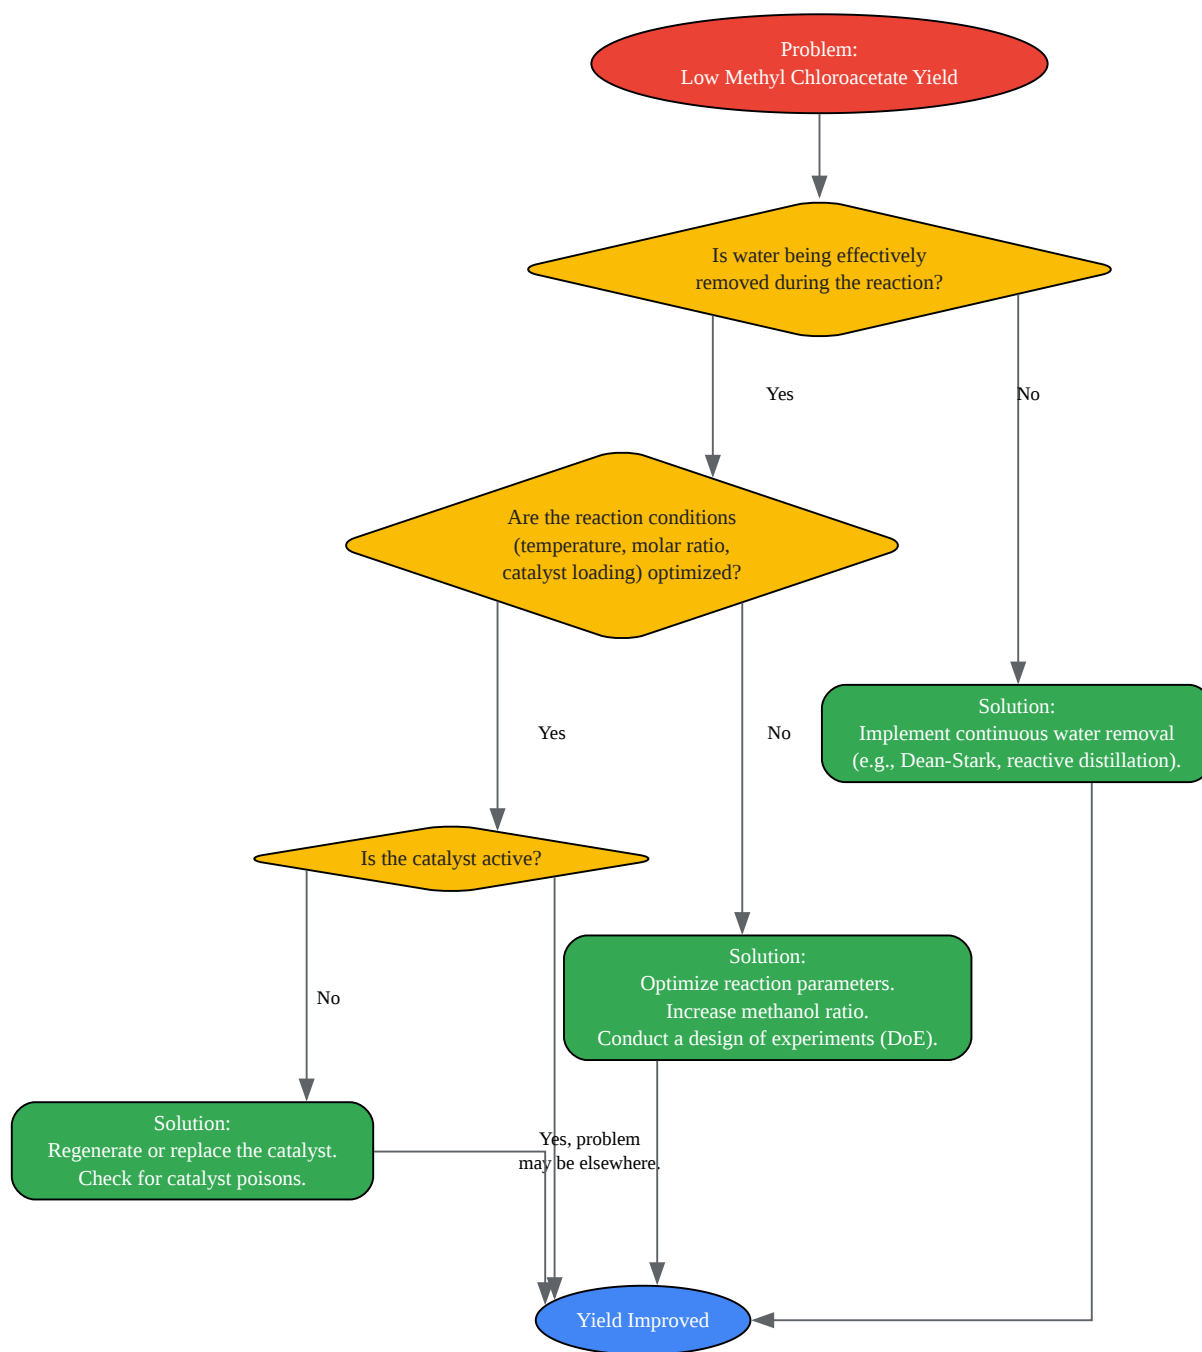 Problem:
Low Methyl Chloroacetate Yield
Is water being effectively
removed during the reaction?
Yes
No
Are the reaction conditions
(temperature, molar ratio,
catalyst loading) optimized?
Yes
No
Solution:
Implement continuous water removal
(e.g., Dean-Stark, reactive distillation).
Is the catalyst active?
No
Solution:
Optimize reaction parameters.
Increase methanol ratio.
Conduct a design of experiments (DoE).
Solution:
Regenerate or replace the catalyst.
Check for catalyst poisons.
Yes, problem
may be elsewhere.
Yield Improved